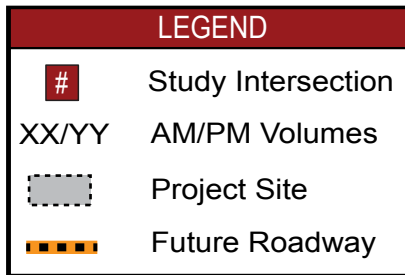 LEGEND
# Study Intersection
XX/YY AM/PM Volumes
Project Site
Future Roadway